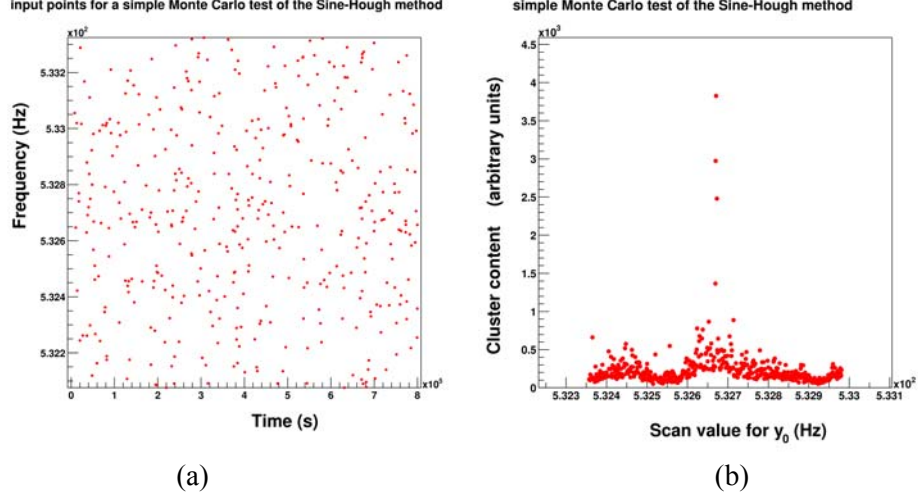 input points for a simple Monte Carlo test of the Sine-Hough method
×10²
5.332
5.33
5.328
5.326
5.324
5.322
Frequency (Hz)
0 1 2 3 4 5 6 7 8
×10⁵
Time (s)
(a)
simple Monte Carlo test of the Sine-Hough method
×10³
4.5
4
3.5
3
2.5
2
1.5
1
0.5
0
Cluster content (arbitrary units)
5.323 5.324 5.325 5.326 5.327 5.328 5.329 5.33 5.331
×10²
Scan value for y₀ (Hz)
(b)